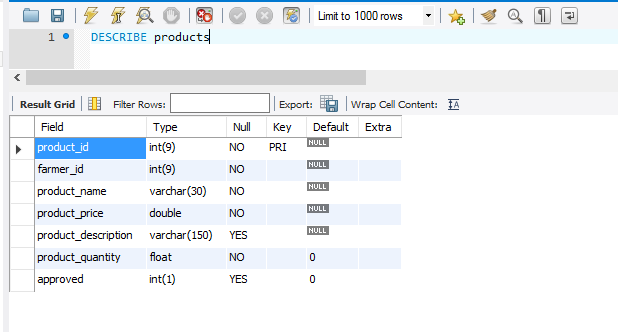 Limit to 1000 rows
1 DESCRIBE products
Result Grid Filter Rows: Export: Wrap Cell Content:
Field Type Null Key Default Extra
product_id int(9) NO PRI NULL
farmer_id int(9) NO NULL
product_name varchar(30) NO NULL
product_price double NO NULL
product_description varchar(150) YES NULL
product_quantity float NO 0
approved int(1) YES 0